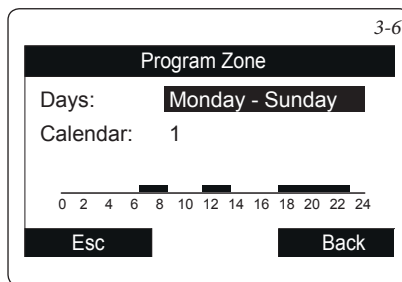 3-6
Program Zone
Days: Monday - Sunday
Calendar: 1
0 2 4 6 8 10 12 14 16 18 20 22 24
Esc Back